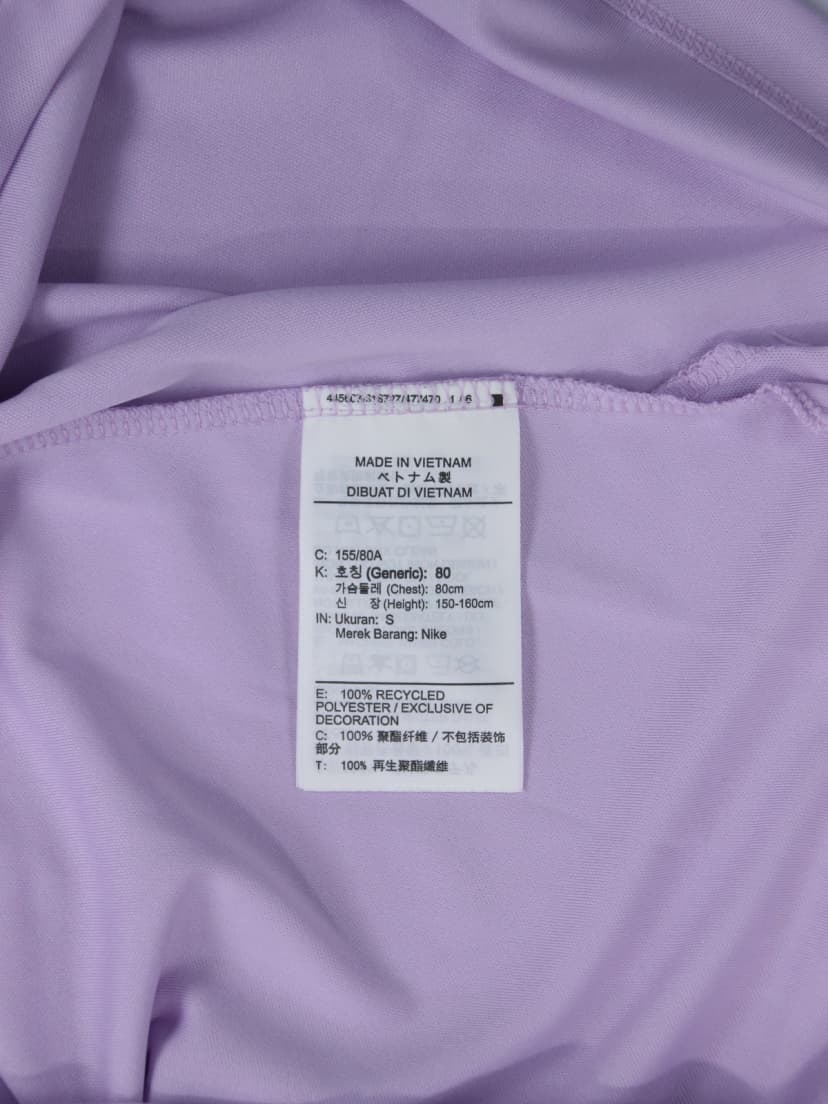 1 / 6
MADE IN VIETNAM
ベトナム製
DIBUAT DI VIETNAM
C: 155/80A
K: 호칭 (Generic): 80
가슴둘레 (Chest): 80cm
신 장 (Height): 150-160cm
IN: Ukuran: S
Merek Barang: Nike
E: 100% RECYCLED
POLYESTER / EXCLUSIVE OF
DECORATION
C: 100% 聚酯纤维 / 不包括装饰
部分
T: 100% 再生聚酯纖維